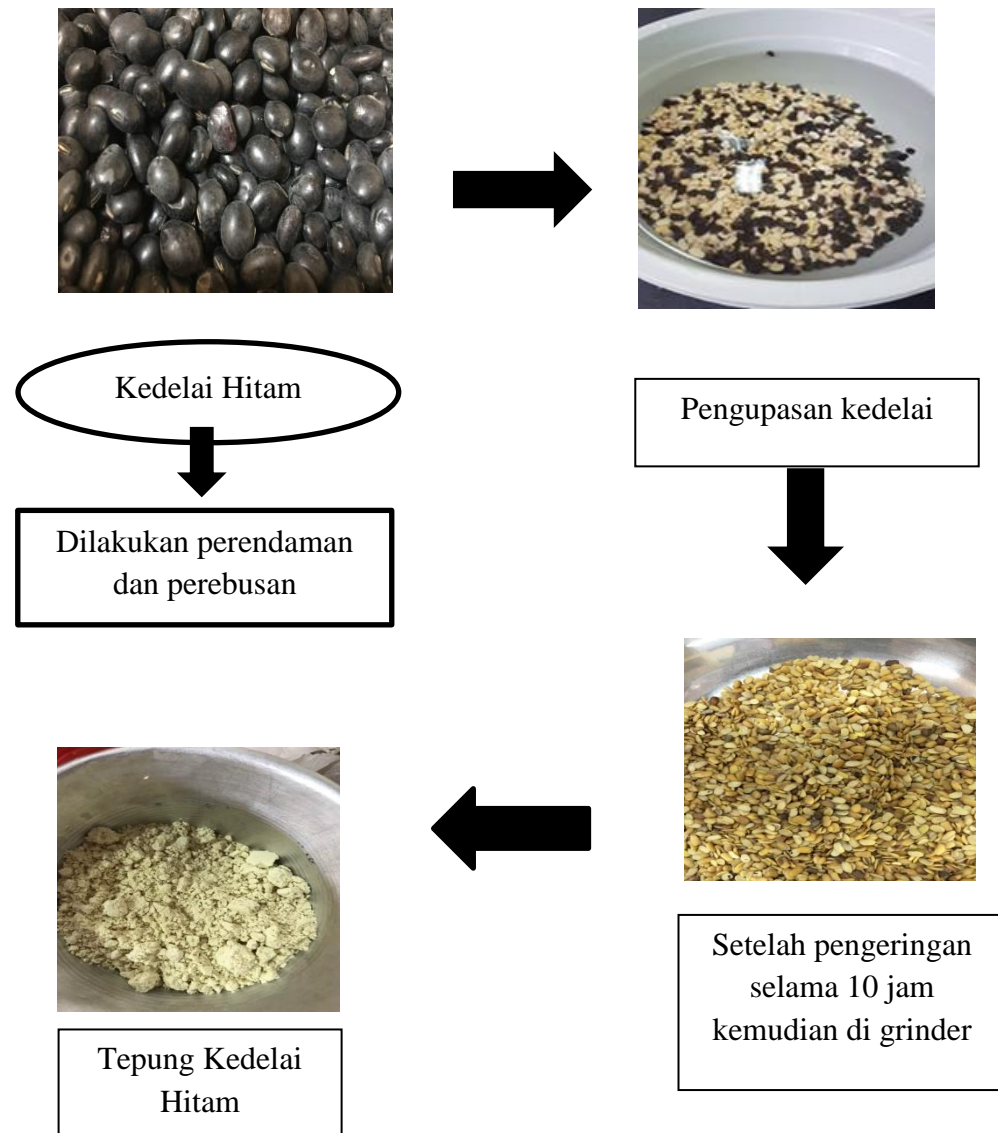 Kedelai Hitam
Dilakukan perendaman
dan perebusan
Pengupasan kedelai
Setelah pengeringan
selama 10 jam
kemudian di grinder
Tepung Kedelai
Hitam